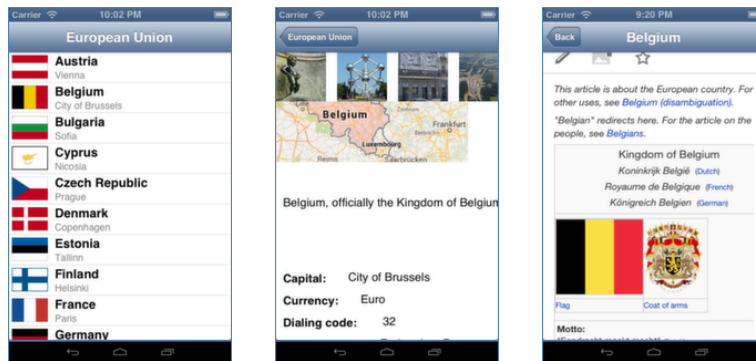 Carrier 10:02 PM
European Union
Austria
Vienna
Belgium
City of Brussels
Bulgaria
Sofia
Cyprus
Nicosia
Czech Republic
Prague
Denmark
Copenhagen
Estonia
Tallinn
Finland
Helsinki
France
Paris
Germany
Carrier 10:02 PM
European Union
Belgium
Frankfurt
Luxembourg
Reims
Saarbrücken
Belgium, officially the Kingdom of Belgium
Capital: City of Brussels
Currency: Euro
Dialing code: 32
Carrier 9:20 PM
Back Belgium
This article is about the European country. For
other uses, see Belgium (disambiguation).
"Belgian" redirects here. For the article on the
people, see Belgians.
Kingdom of Belgium
Koninkrijk België (Dutch)
Royaume de Belgique (French)
Königreich Belgien (German)
Flag Coat of arms
Motto: